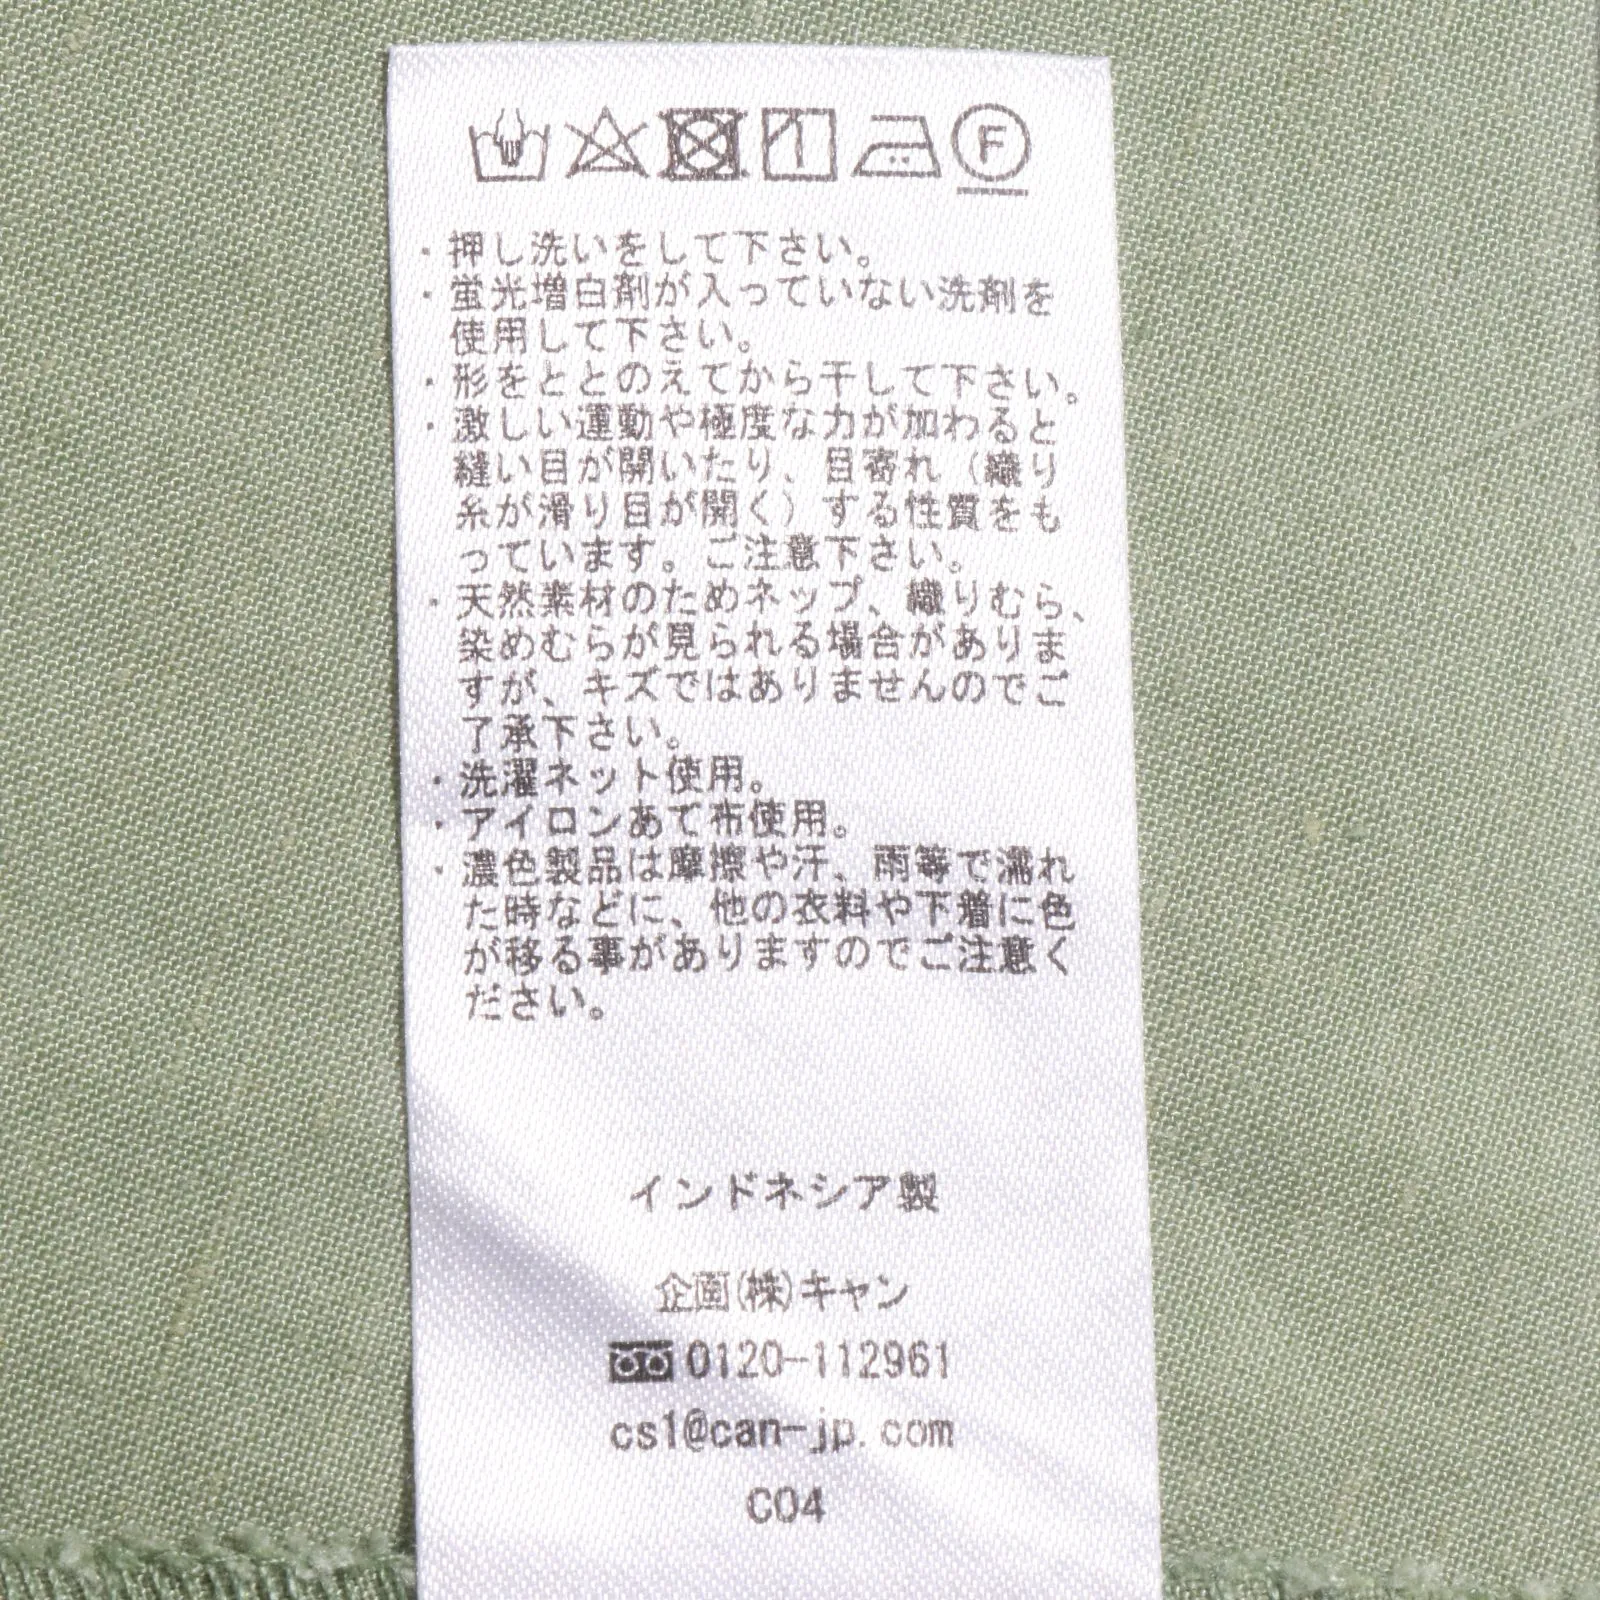 F
・押し洗いをして下さい。
・蛍光増白剤が入っていない洗剤を
使用して下さい。
・形をととのえてから干して下さい。
・激しい運動や極度な力が加わると
縫い目が開いたり、目寄れ（織り
糸が滑り目が開く）する性質をも
っています。ご注意下さい。
・天然素材のためネップ、織りむら、
染めむらが見られる場合がありま
すが、キズではありませんのでご
了承下さい。
・洗濯ネット使用。
・アイロンあて布使用。
・濃色製品は摩擦や汗、雨等で濡れ
た時などに、他の衣料や下着に色
が移る事がありますのでご注意く
ださい。
インドネシア製
企画(株)キャン
0120-112961
cs1@can-jp.com
C04